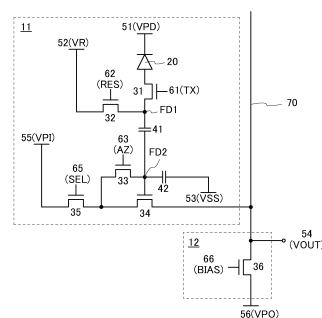 11
51(VPD)
52(VR)
20
62
(RES)
31
61(TX)
FD1
32
70
41
55(VPI)
63
(AZ)
FD2
65
(SEL)
33
42
53(VSS)
35
34
12
54
(VOUT)
66
(BIAS)
36
56(VPO)